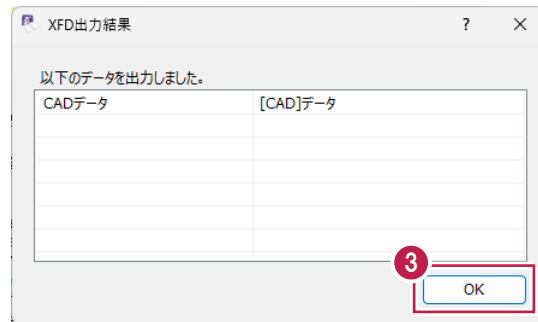 XFD出力結果
? ×
以下のデータを出力しました。
CADデータ [CAD]データ
3
OK